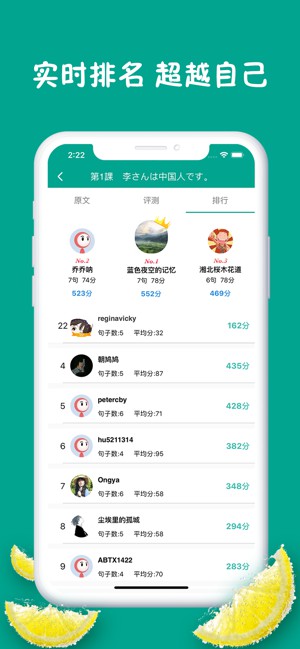 实时排名 超越自己
2:22
第1課 李さんは中国人です。
原文 评测 排行
No.2 No.1 No.3
乔乔呐 蓝色夜空的记忆 湘北桜木花道
7句 74分 7句 78分 6句 78分
523分 552分 469分
22 reginavicky 162分
句子数:5 平均分:32
4 朝鸠鸠 435分
句子数:5 平均分:87
5 petercby 428分
句子数:6 平均分:71
6 hu5211314 382分
句子数:4 平均分:95
7 Ongya 348分
句子数:6 平均分:58
8 尘埃里的孤城 294分
句子数:5 平均分:58
9 ABTX1422 283分
句子数:4 平均分:70